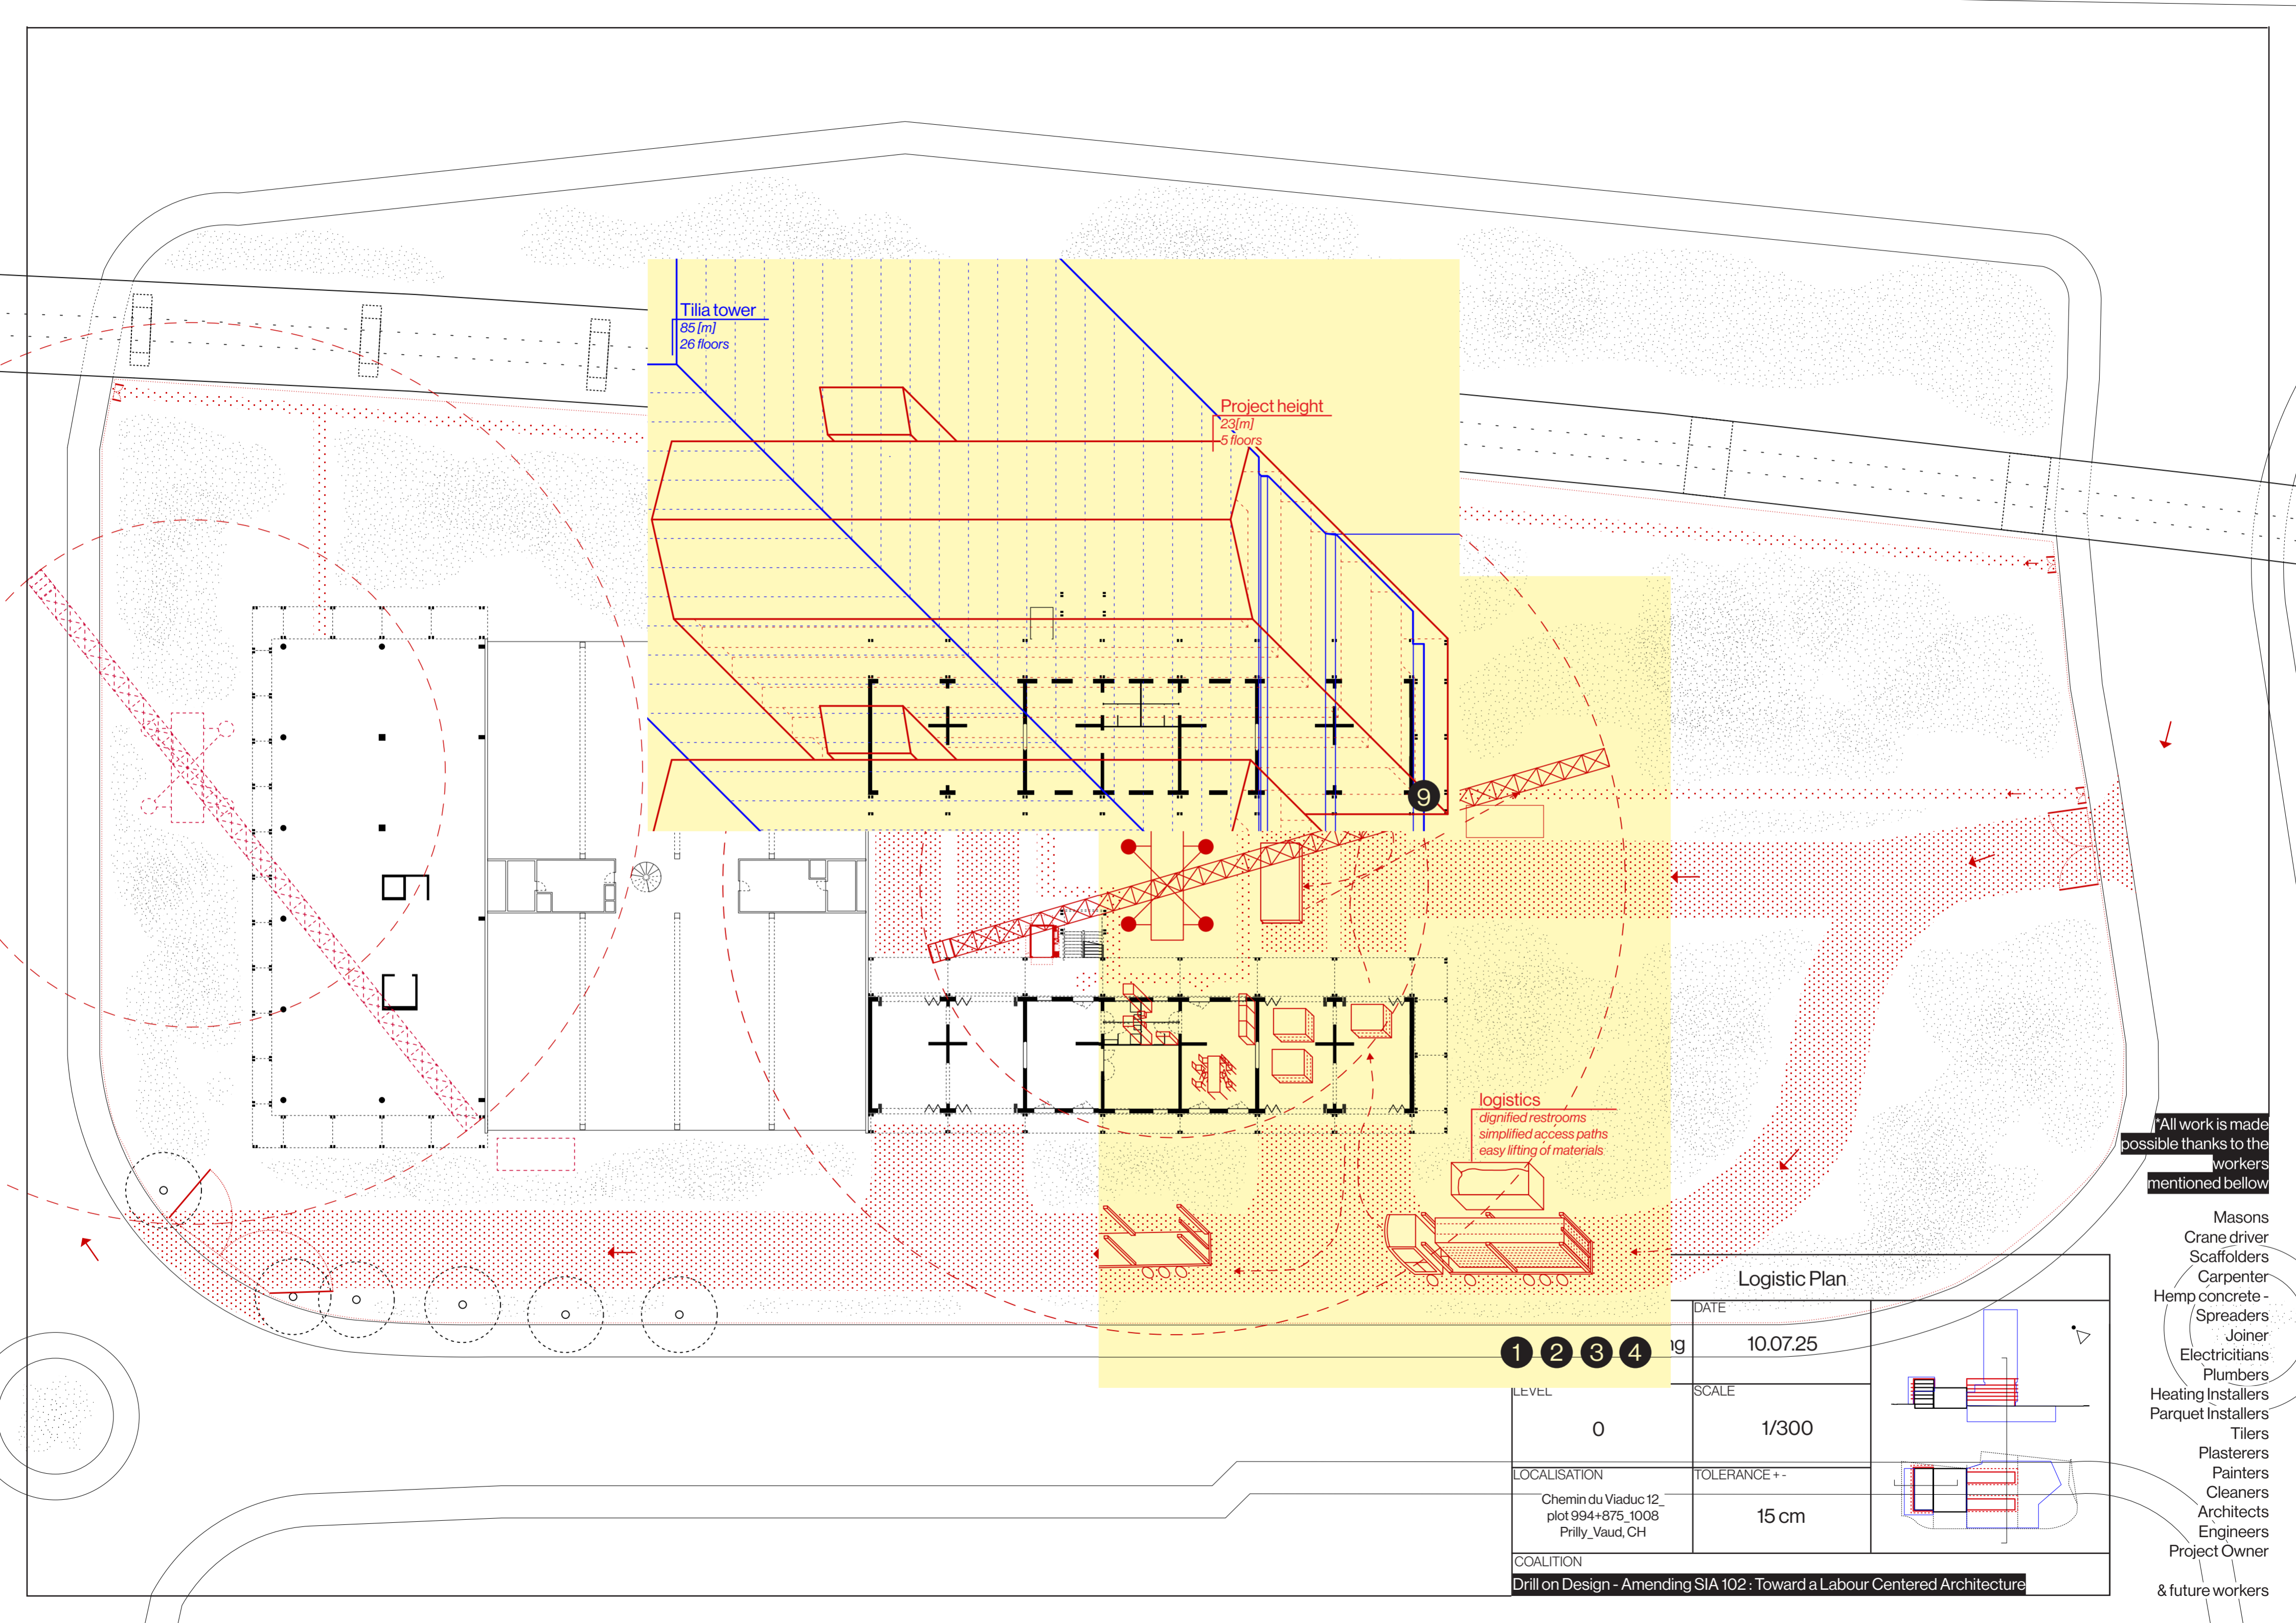 Tilia tower
85 [m]
26 floors
Project height
23[m]
5 floors
9
logistics
dignified restrooms
simplified access paths
easy lifting of materials
*All work is made
possible thanks to the
workers
mentioned bellow
Masons
Crane driver
Scaffolders
Carpenter
Hemp concrete -
Spreaders
Joiner
Electricitians
Plumbers
Heating Installers
Parquet Installers
Tilers
Plasterers
Painters
Cleaners
Architects
Engineers
Project Owner
& future workers
Logistic Plan
DATE
10.07.25
1 2 3 4
ng
LEVEL
0
SCALE
1/300
LOCALISATION
Chemin du Viaduc 12_
plot 994+875_1008
Prilly_Vaud, CH
TOLERANCE + -
15 cm
COALITION
Drill on Design - Amending SIA 102 : Toward a Labour Centered Architecture